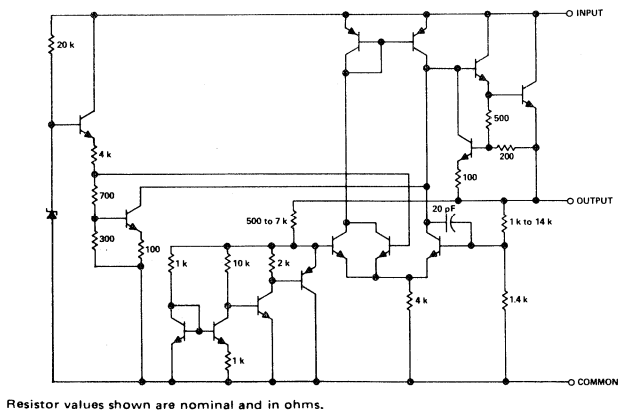 INPUT
20 k
500
200
4 k
100
700
OUTPUT
20 pF
500 to 7 k
1 k to 14 k
300
100
1 k
10 k
2 k
4 k
1.4 k
1 k
COMMON
Resistor values shown are nominal and in ohms.